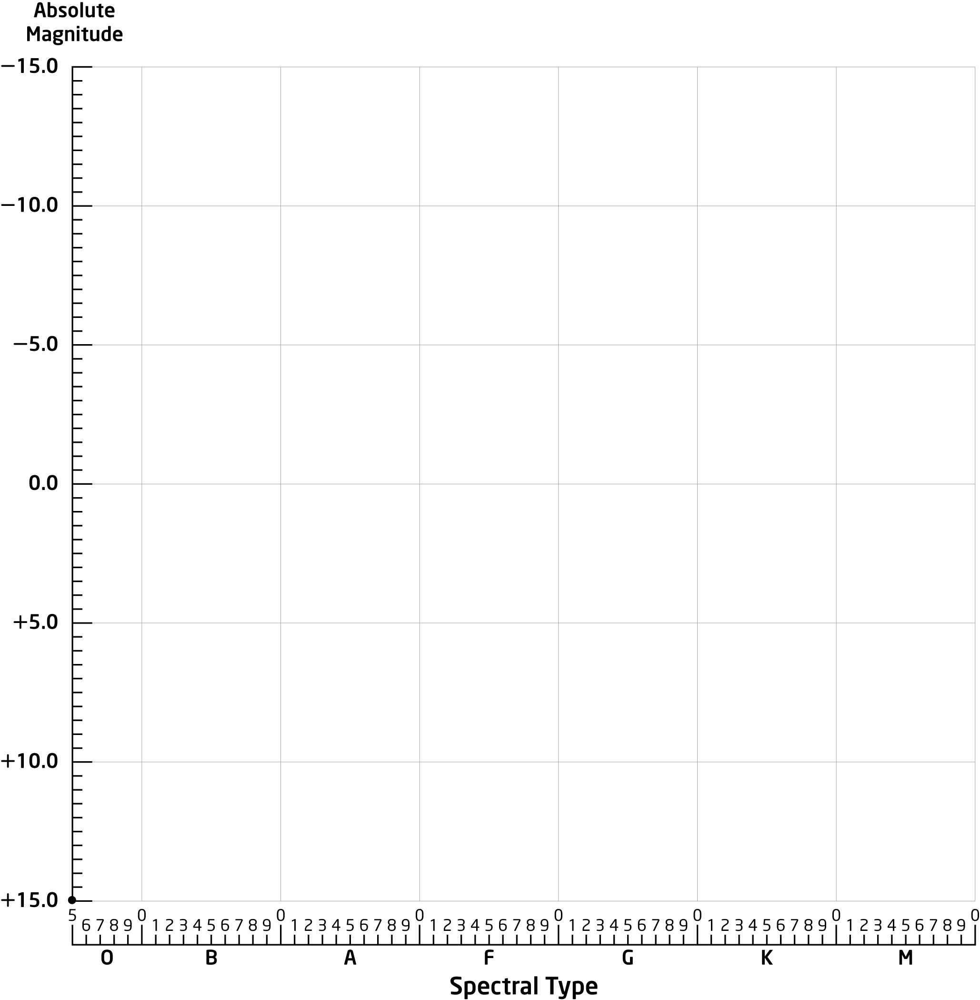 Absolute
Magnitude
−15.0
−10.0
−5.0
0.0
+5.0
+10.0
+15.0
5 6 7 8 9 0 1 2 3 4 5 6 7 8 9 0 1 2 3 4 5 6 7 8 9 0 1 2 3 4 5 6 7 8 9 0 1 2 3 4 5 6 7 8 9 0 1 2 3 4 5 6 7 8 9 0 1 2 3 4 5 6 7 8 9 0
O B A F G K M
Spectral Type